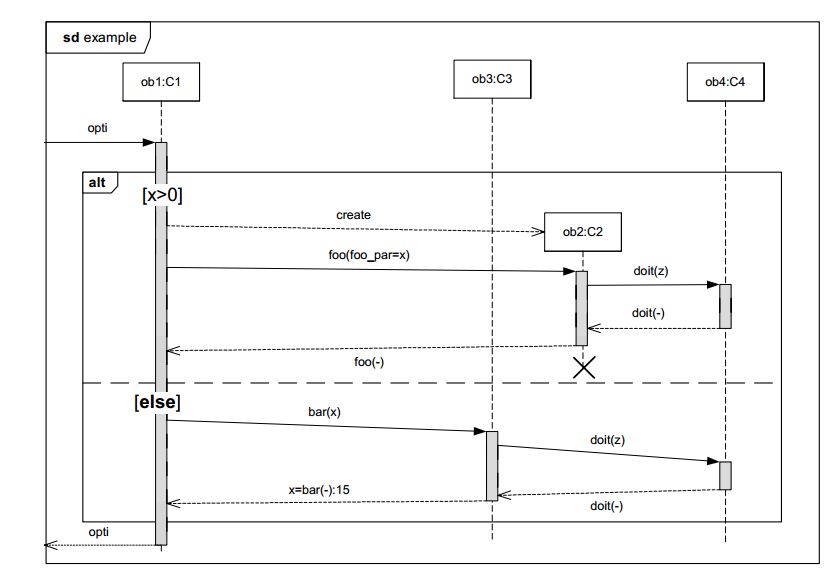 sd example
ob1:C1
ob3:C3
ob4:C4
opti
alt
[x>0]
create
ob2:C2
foo(foo_par=x)
doit(z)
doit(-)
foo(-)
[else]
bar(x)
doit(z)
x=bar(-):15
doit(-)
opti